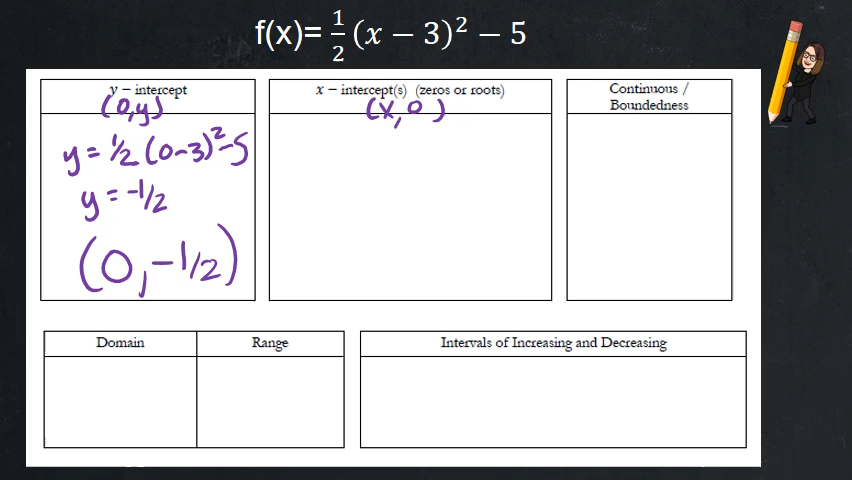 f(x)= 1/2 (x − 3)² − 5
y − intercept
(0,y)
y = 1/2 (0-3)² -5
y = -1/2
(0, -1/2)
x − intercept(s) (zeros or roots)
(x, 0 )
Continuous /
Boundedness
Domain
Range
Intervals of Increasing and Decreasing